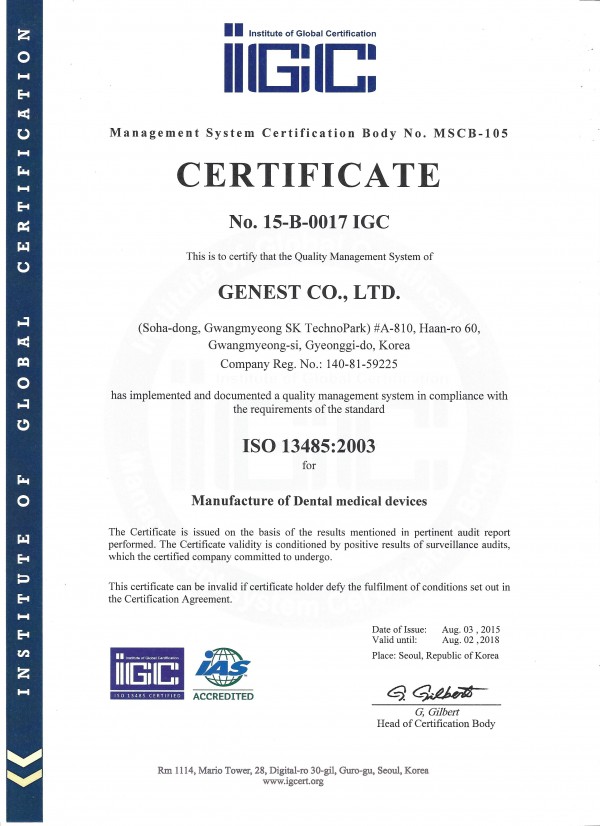 INSTITUTE OF GLOBAL CERTIFICATION
Institute of Global Certification
iGC
Management System Certification Body No. MSCB-105
CERTIFICATE
No. 15-B-0017 IGC
This is to certify that the Quality Management System of
GENEST CO., LTD.
(Soha-dong, Gwangmyeong SK TechnoPark) #A-810, Haan-ro 60,
Gwangmyeong-si, Gyeonggi-do, Korea
Company Reg. No.: 140-81-59225
has implemented and documented a quality management system in compliance with
the requirements of the standard
ISO 13485:2003
for
Manufacture of Dental medical devices
The Certificate is issued on the basis of the results mentioned in pertinent audit report
performed. The Certificate validity is conditioned by positive results of surveillance audits,
which the certified company committed to undergo.
This certificate can be invalid if certificate holder defy the fulfilment of conditions set out in
the Certification Agreement.
Date of Issue: Aug. 03 , 2015
Valid until: Aug. 02 , 2018
Place: Seoul, Republic of Korea
Institute of Global Certification
iGC
ISO 13485 CERTIFIED
IAS
ACCREDITED
G. Gilberts
G, Gilbert
Head of Certification Body
Rm 1114, Mario Tower, 28, Digital-ro 30-gil, Guro-gu, Seoul, Korea
www.igcert.org